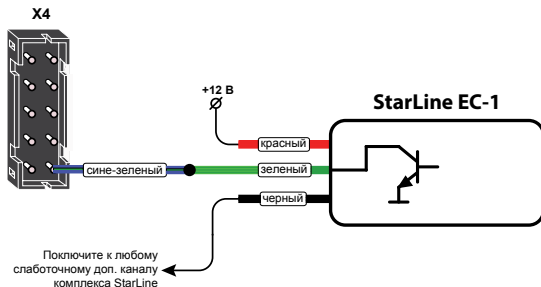 X4
+12 В
StarLine EC-1
красный
сине-зеленый
зеленый
черный
Поключите к любому
слаботочному доп. каналу
комплекса StarLine